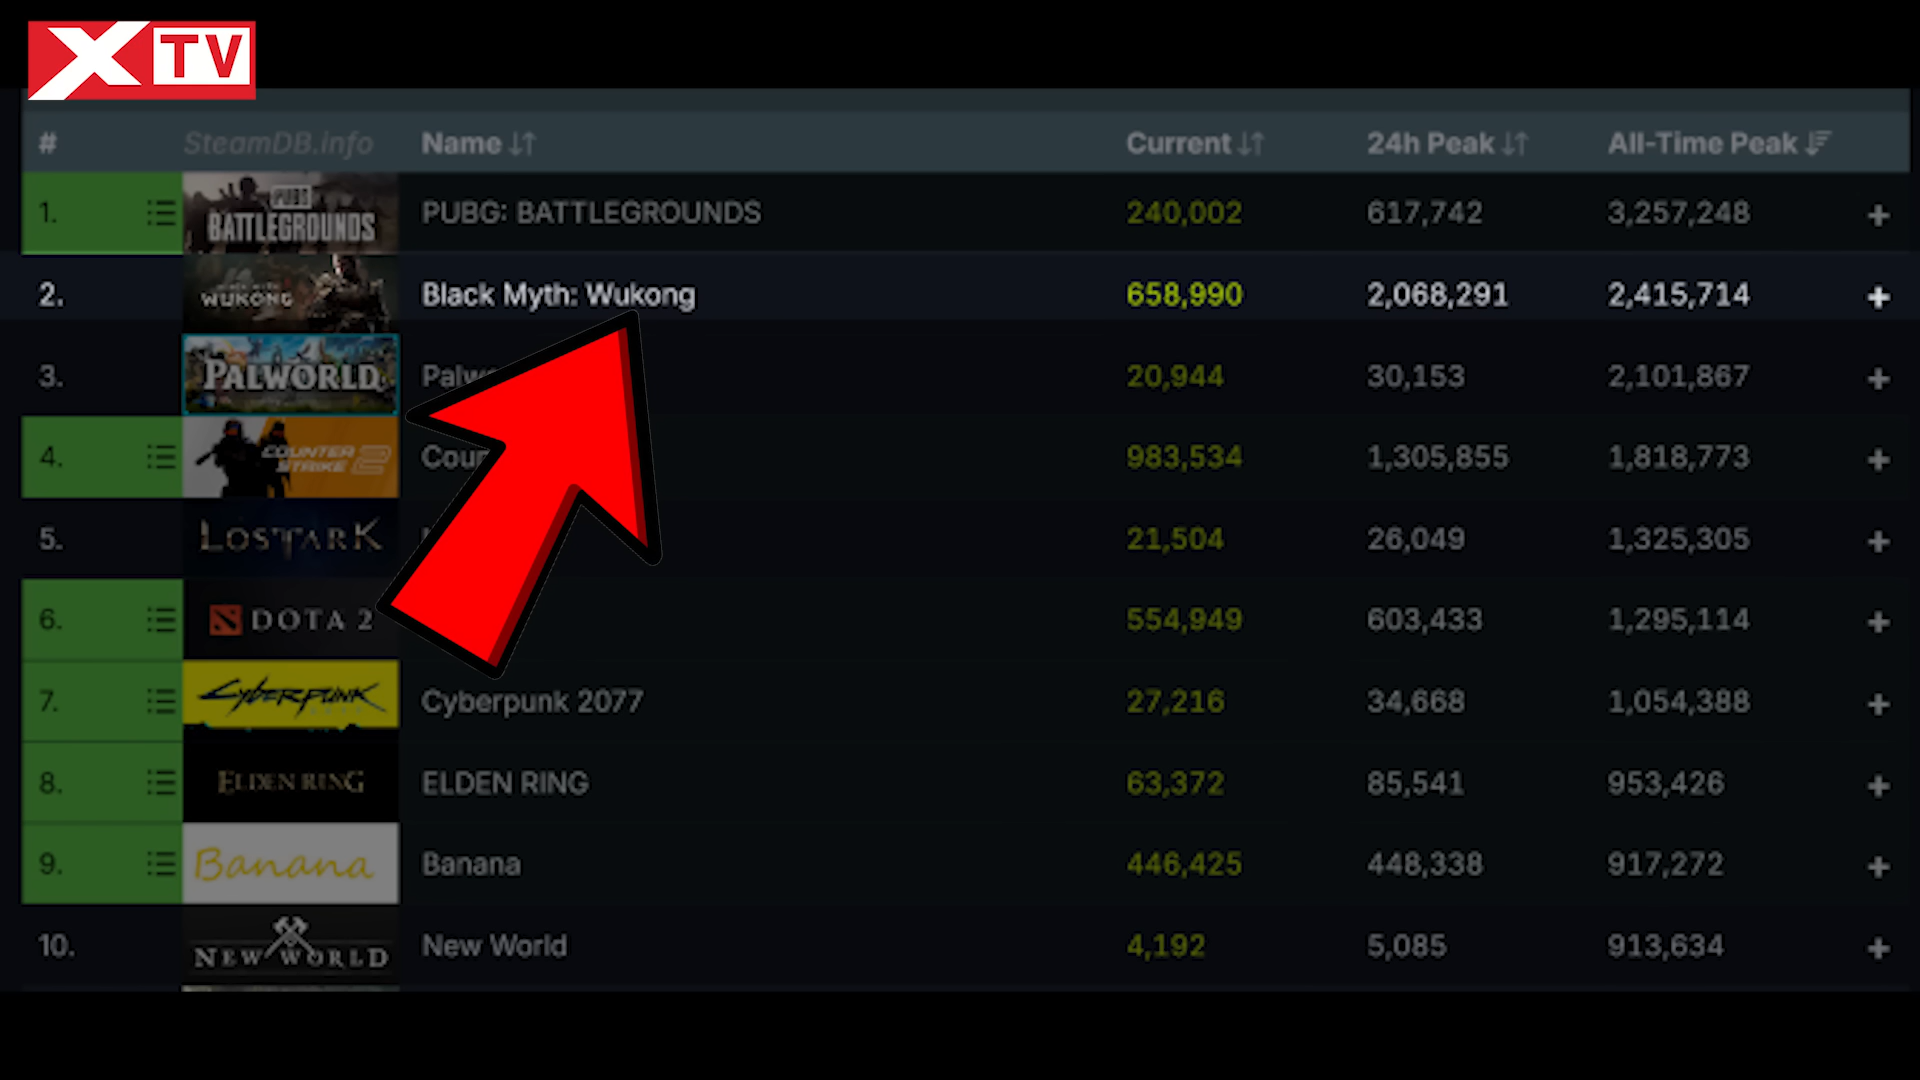 X TV
# SteamDB.info Name Current 24h Peak All-Time Peak
1. PUBG BATTLEGROUNDS PUBG: BATTLEGROUNDS 240,002 617,742 3,257,248 +
2. BLACK MYTH WUKONG Black Myth: Wukong 658,990 2,068,291 2,415,714 +
3. PALWORLD Palw 20,944 30,153 2,101,867 +
4. COUNTER STRIKE 2 Coun 983,534 1,305,855 1,818,773 +
5. LOST ARK 21,504 26,049 1,325,305 +
6. DOTA 2 554,949 603,433 1,295,114 +
7. CYBERPUNK Cyberpunk 2077 27,216 34,668 1,054,388 +
8. ELDEN RING ELDEN RING 63,372 85,541 953,426 +
9. Banana Banana 446,425 448,338 917,272 +
10. NEW WORLD New World 4,192 5,085 913,634 +